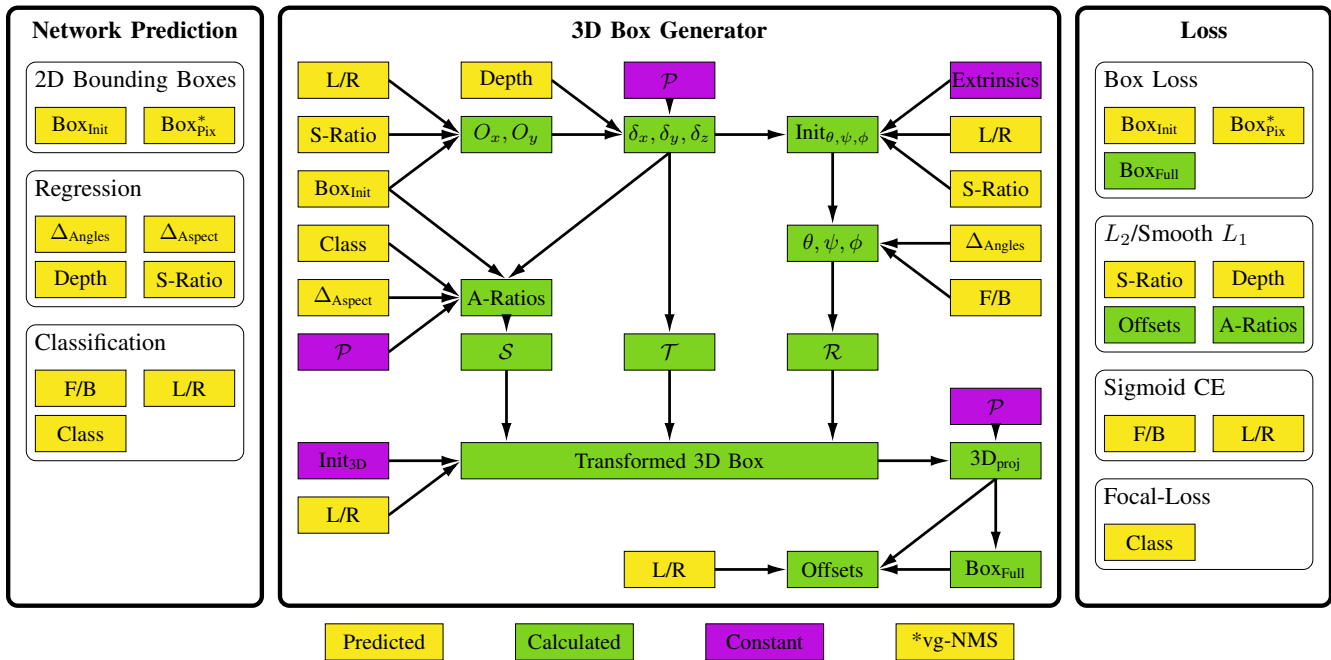 Network Prediction
2D Bounding Boxes
Box_Init Box*_Pix
Regression
Δ_Angles Δ_Aspect
Depth S-Ratio
Classification
F/B L/R
Class
3D Box Generator
L/R Depth 𝒫 Extrinsics
S-Ratio O_x, O_y δ_x, δ_y, δ_z Init_θ,ψ,ϕ L/R
Box_Init S-Ratio
Class θ, ψ, ϕ Δ_Angles
Δ_Aspect A-Ratios F/B
𝒫 𝒮 𝒯 ℛ
𝒫
Init_3D Transformed 3D Box 3D_proj
L/R
L/R Offsets Box_Full
Loss
Box Loss
Box_Init Box*_Pix
Box_Full
L_2/Smooth L_1
S-Ratio Depth
Offsets A-Ratios
Sigmoid CE
F/B L/R
Focal-Loss
Class
Predicted Calculated Constant *vg-NMS